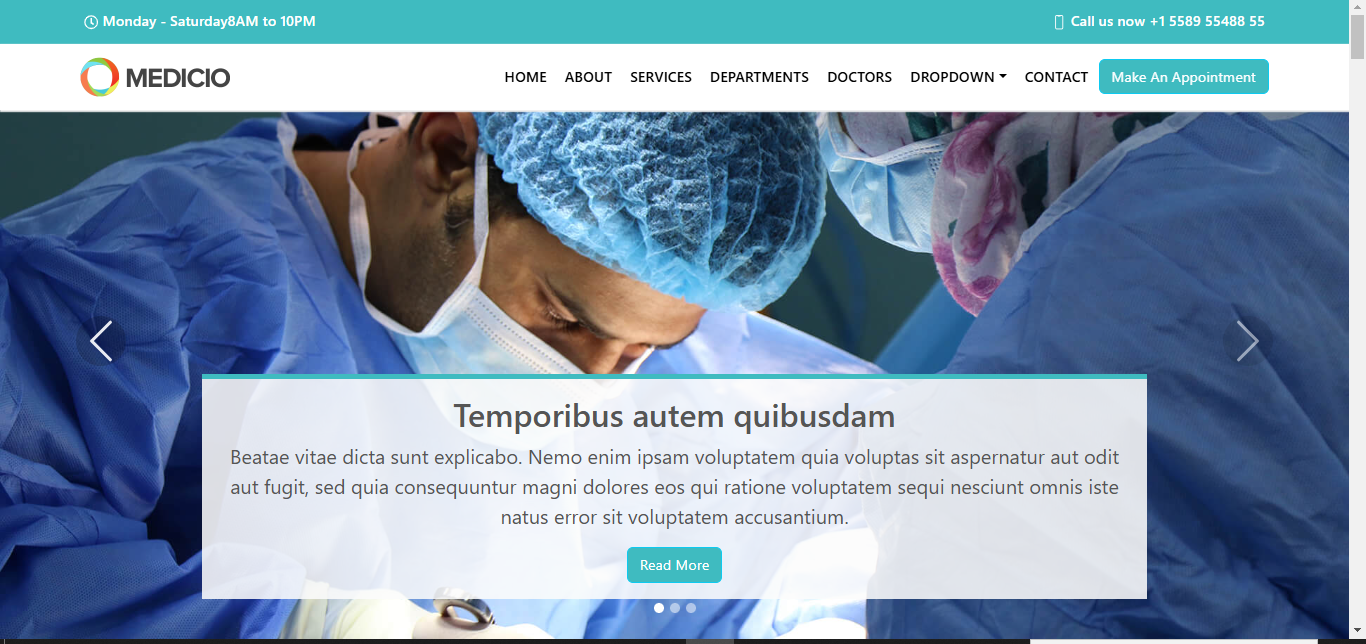 Monday - Saturday8AM to 10PM
Call us now +1 5589 55488 55
MEDICIO
HOME
ABOUT
SERVICES
DEPARTMENTS
DOCTORS
DROPDOWN
CONTACT
Make An Appointment
Temporibus autem quibusdam
Beatae vitae dicta sunt explicabo. Nemo enim ipsam voluptatem quia voluptas sit aspernatur aut odit
aut fugit, sed quia consequuntur magni dolores eos qui ratione voluptatem sequi nesciunt omnis iste
natus error sit voluptatem accusantium.
Read More